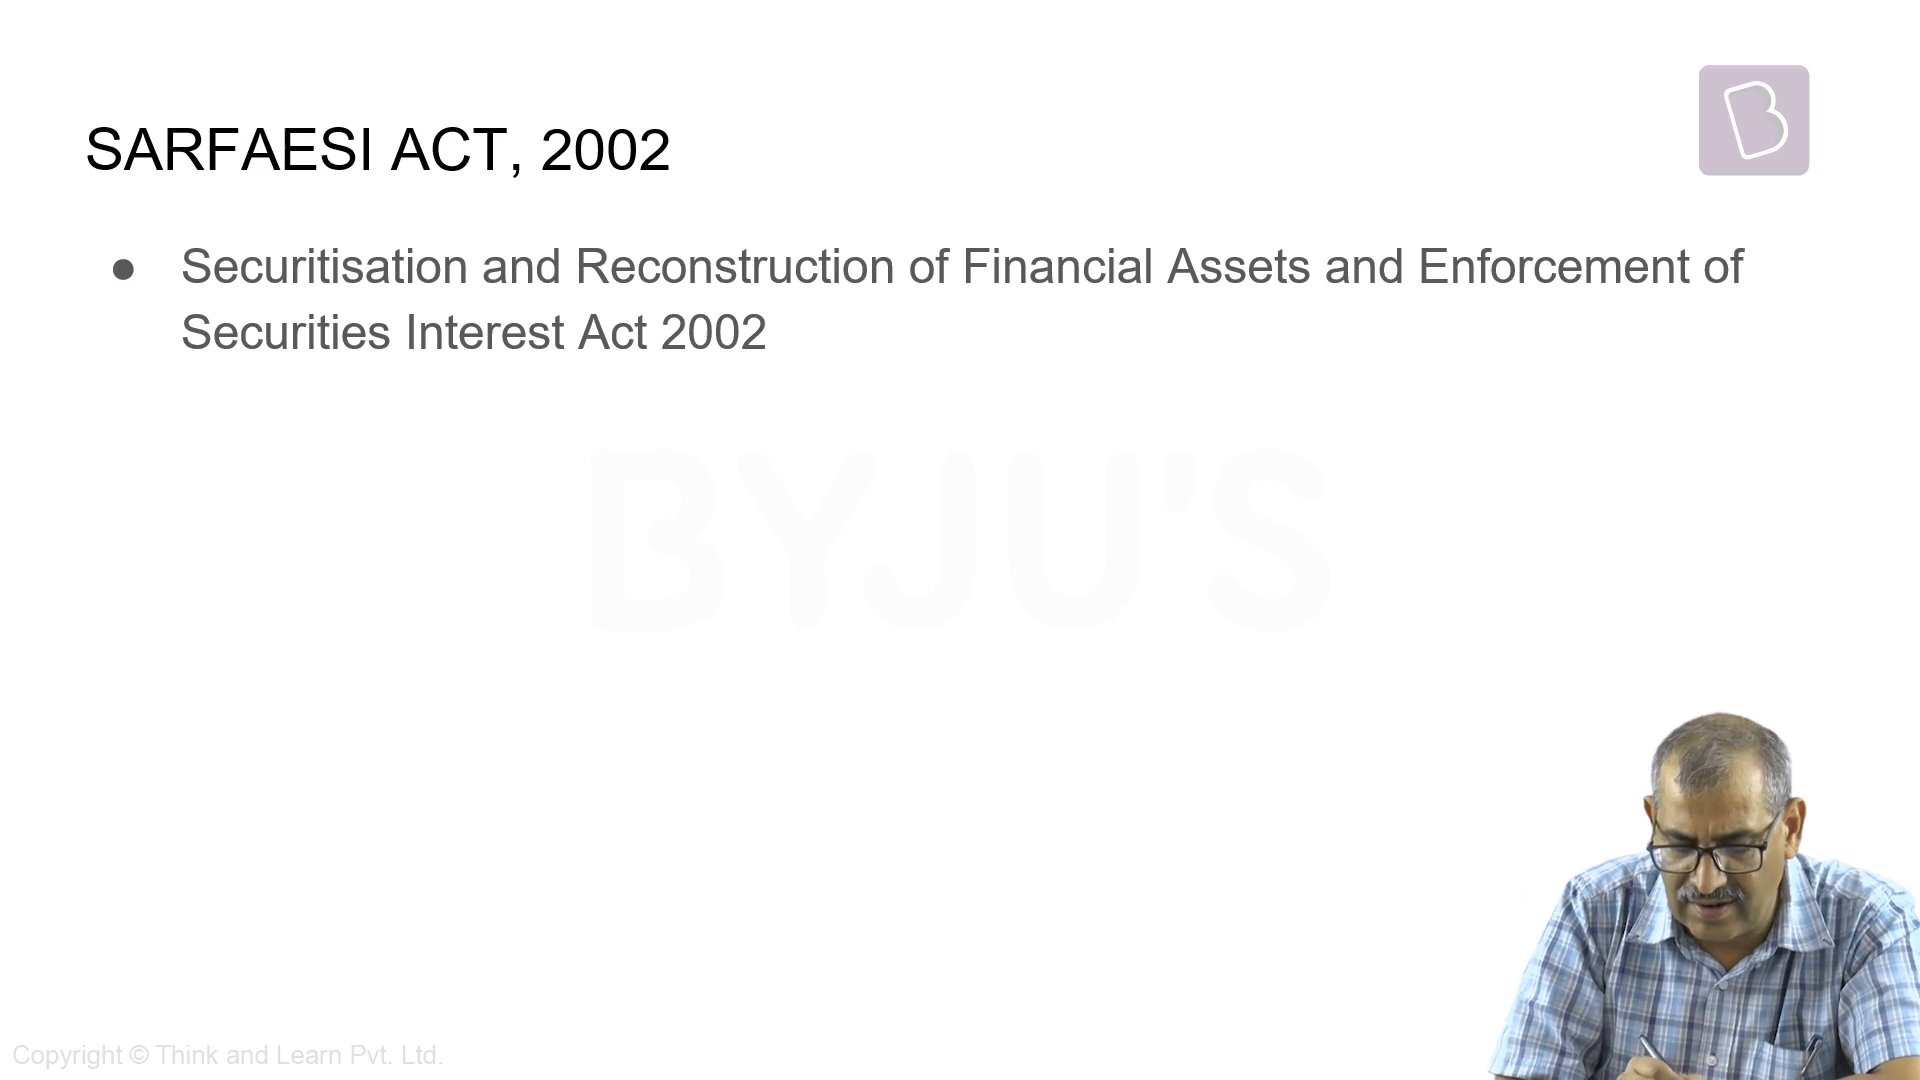 SARFAESI ACT, 2002
● Securitisation and Reconstruction of Financial Assets and Enforcement of
Securities Interest Act 2002
BYJU'S
Copyright © Think and Learn Pvt. Ltd.